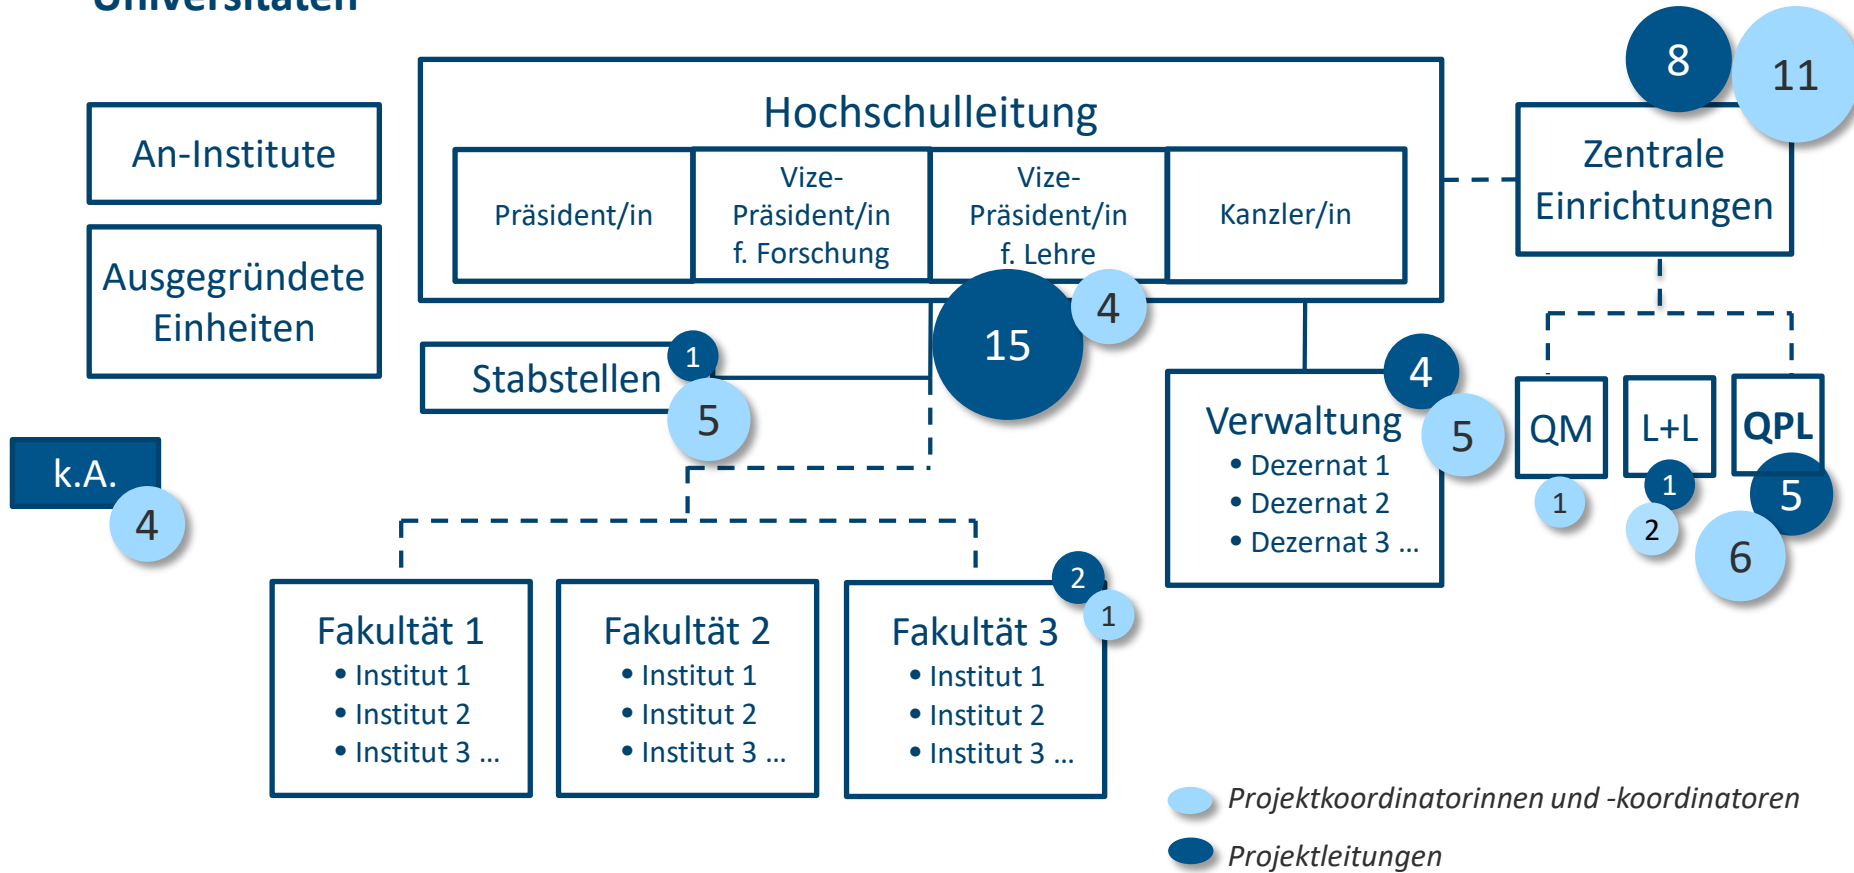 Universitäten
8
11
Hochschulleitung
An-Institute
Zentrale
Einrichtungen
Präsident/in
Vize-
Präsident/in
f. Forschung
Vize-
Präsident/in
f. Lehre
Kanzler/in
Ausgegründete
Einheiten
15
4
Stabstellen
1
5
Verwaltung
• Dezernat 1
• Dezernat 2
• Dezernat 3 ...
4
5
QM
1
L+L
1
2
QPL
5
6
k.A.
4
Fakultät 1
• Institut 1
• Institut 2
• Institut 3 ...
Fakultät 2
• Institut 1
• Institut 2
• Institut 3 ...
Fakultät 3
• Institut 1
• Institut 2
• Institut 3 ...
2
1
Projektkoordinatorinnen und -koordinatoren
Projektleitungen